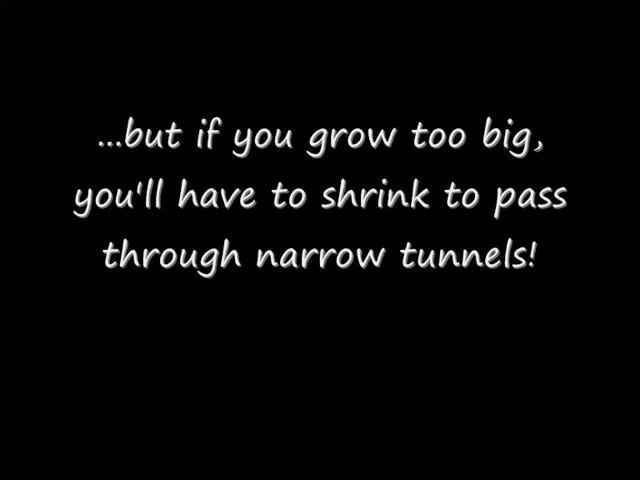 ...but if you grow too big,
you'll have to shrink to pass
through narrow tunnels!